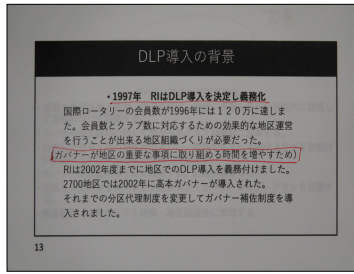 DLP導入の背景
・1997年 RIはDLP導入を決定し義務化
国際ロータリーの会員数が1996年には120万に達しま
した。会員数とクラブ数に対応するための効果的な地区運営
を行うことが出来る地区組織づくりが必要だった。
(ガバナーが地区の重要な事項に取り組める時間を増やすため)
RIは2002年度までに地区でのDLP導入を義務付けました。
2700地区では2002年に高本ガバナーが導入された。
それまでの分区代理制度を変更してガバナー補佐制度を導
入されました。
13